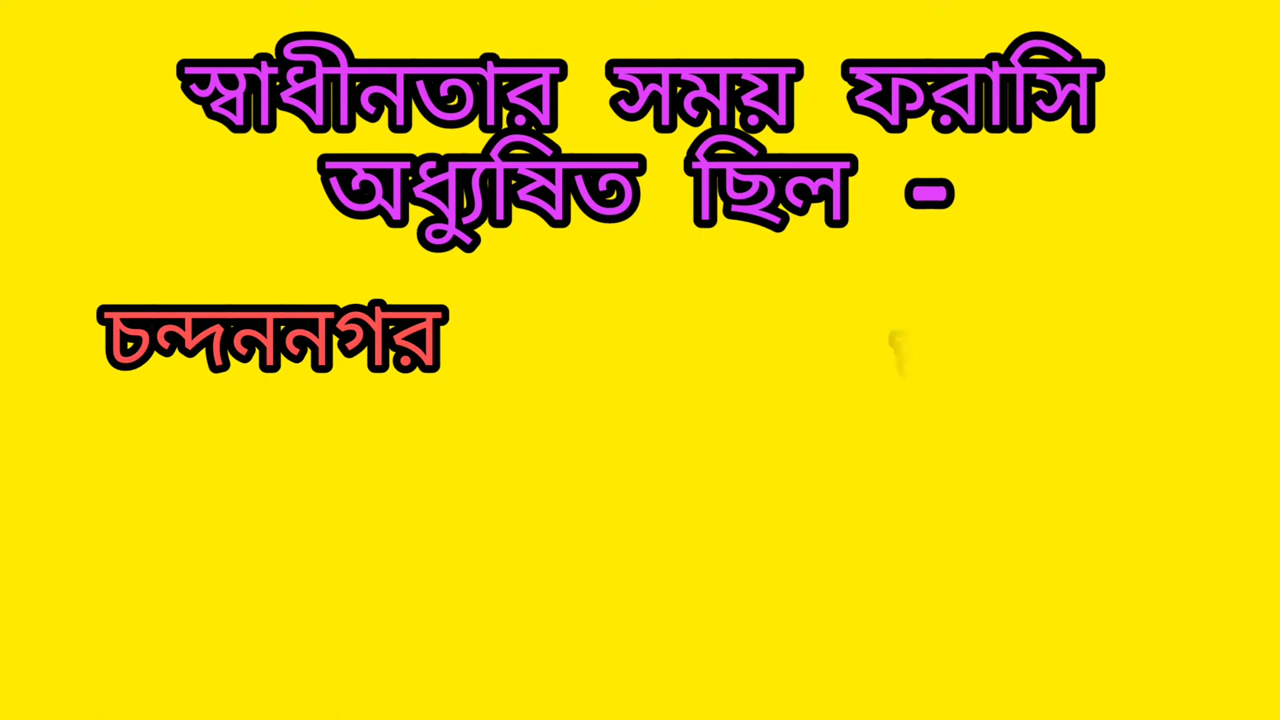 স্বাধীনতার সময় ফরাসি
অধ্যুষিত ছিল -
চন্দননগর